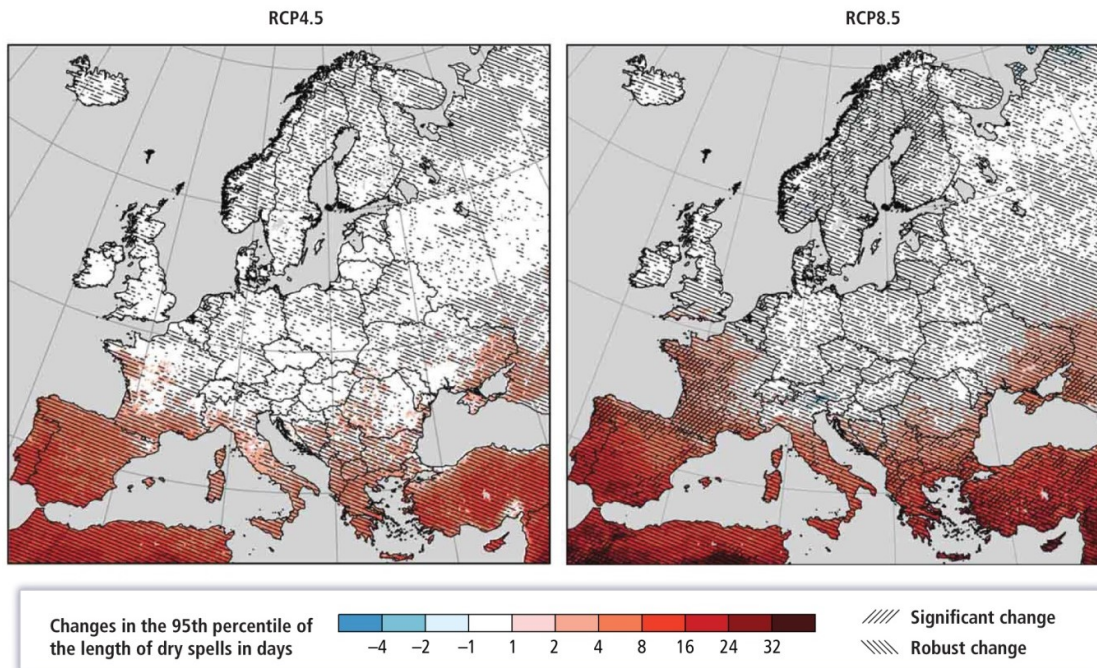 RCP4.5
RCP8.5
Changes in the 95th percentile of
the length of dry spells in days
–4 –2 –1 1 2 4 8 16 24 32
Significant change
Robust change